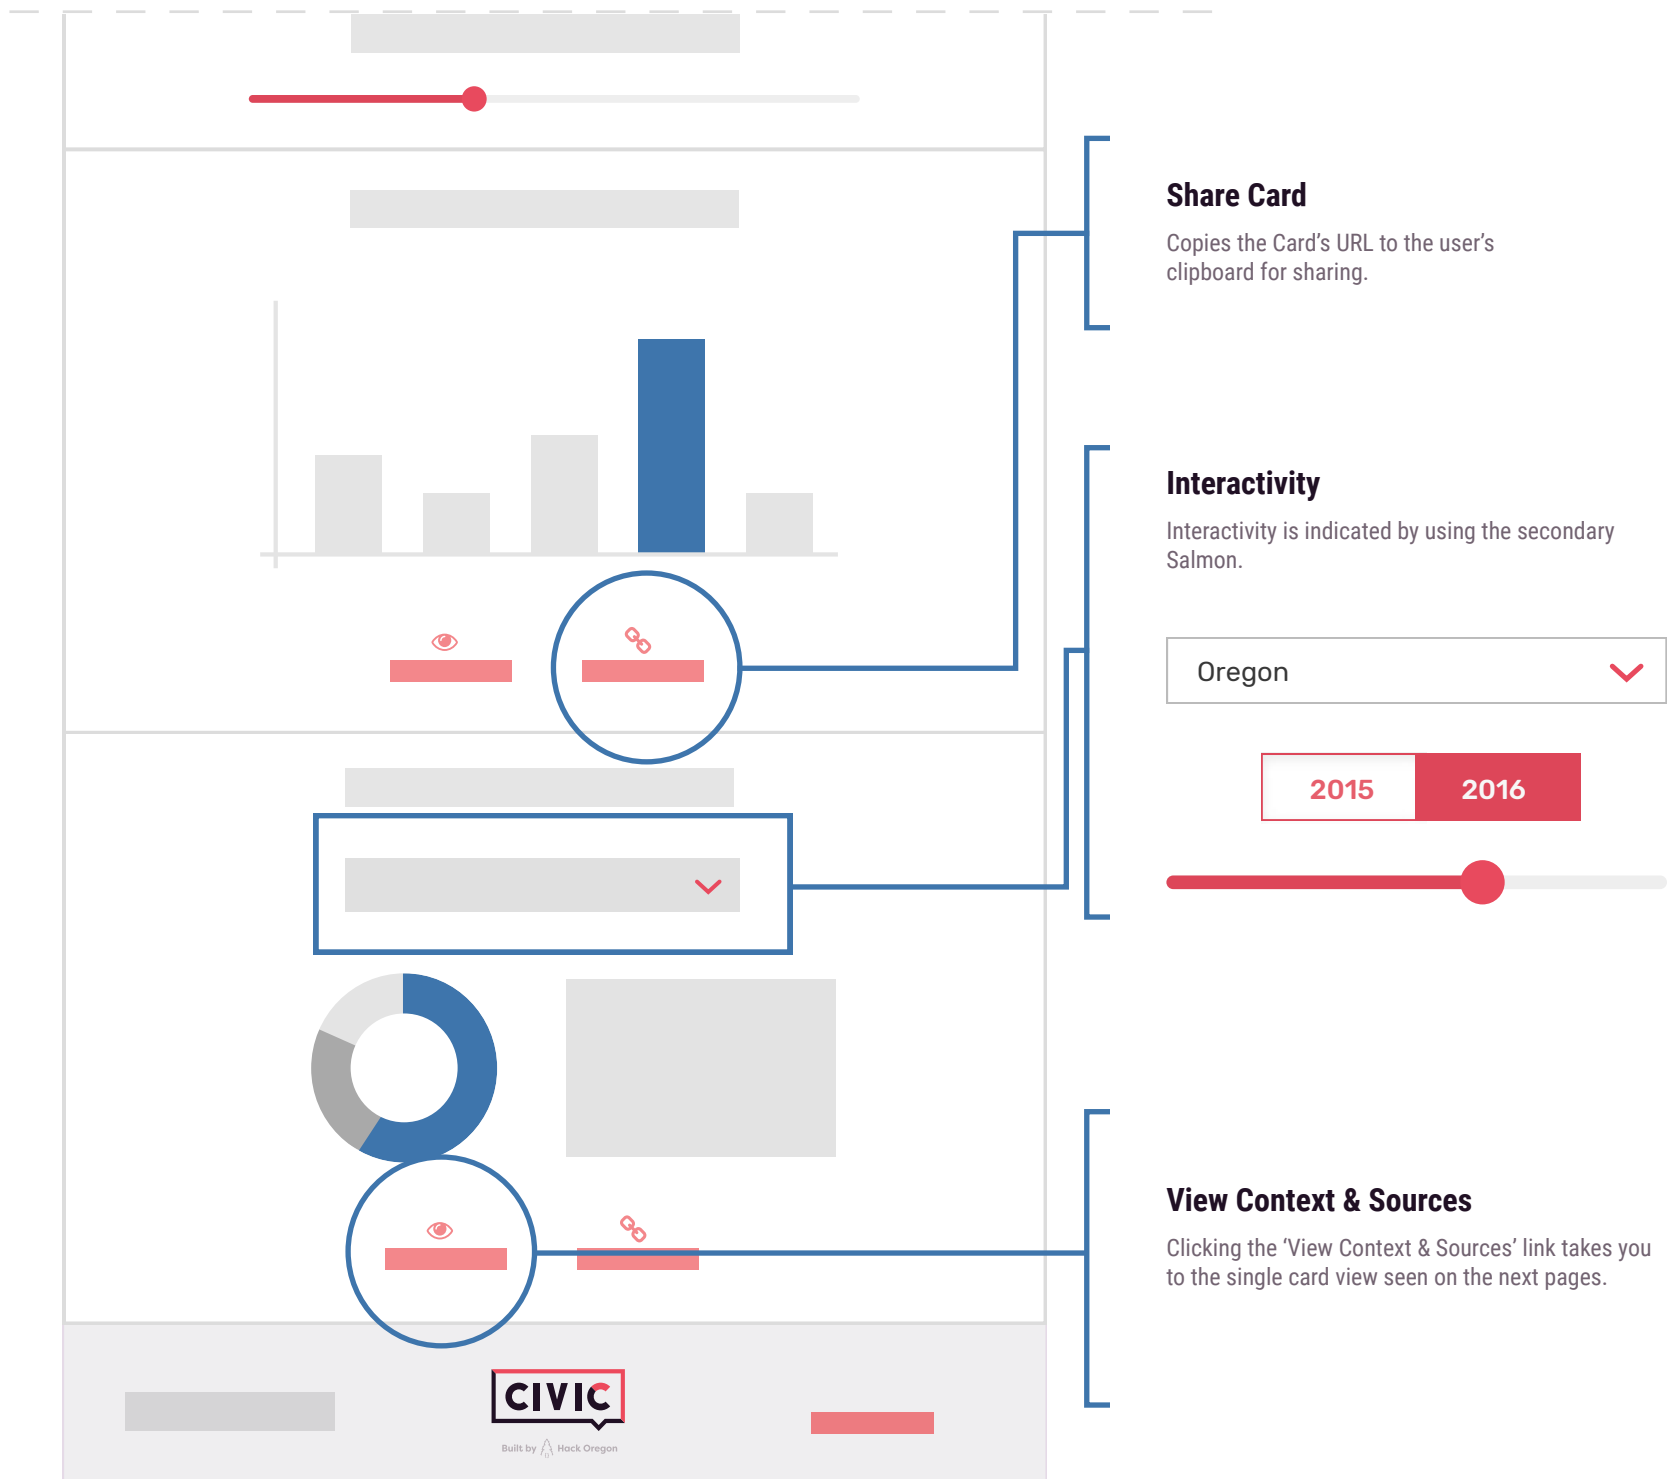 Share Card
Copies the Card’s URL to the user’s
clipboard for sharing.
Interactivity
Interactivity is indicated by using the secondary
Salmon.
Oregon
2015 2016
View Context & Sources
Clicking the ‘View Context & Sources’ link takes you
to the single card view seen on the next pages.
CIVIC
Built by Hack Oregon